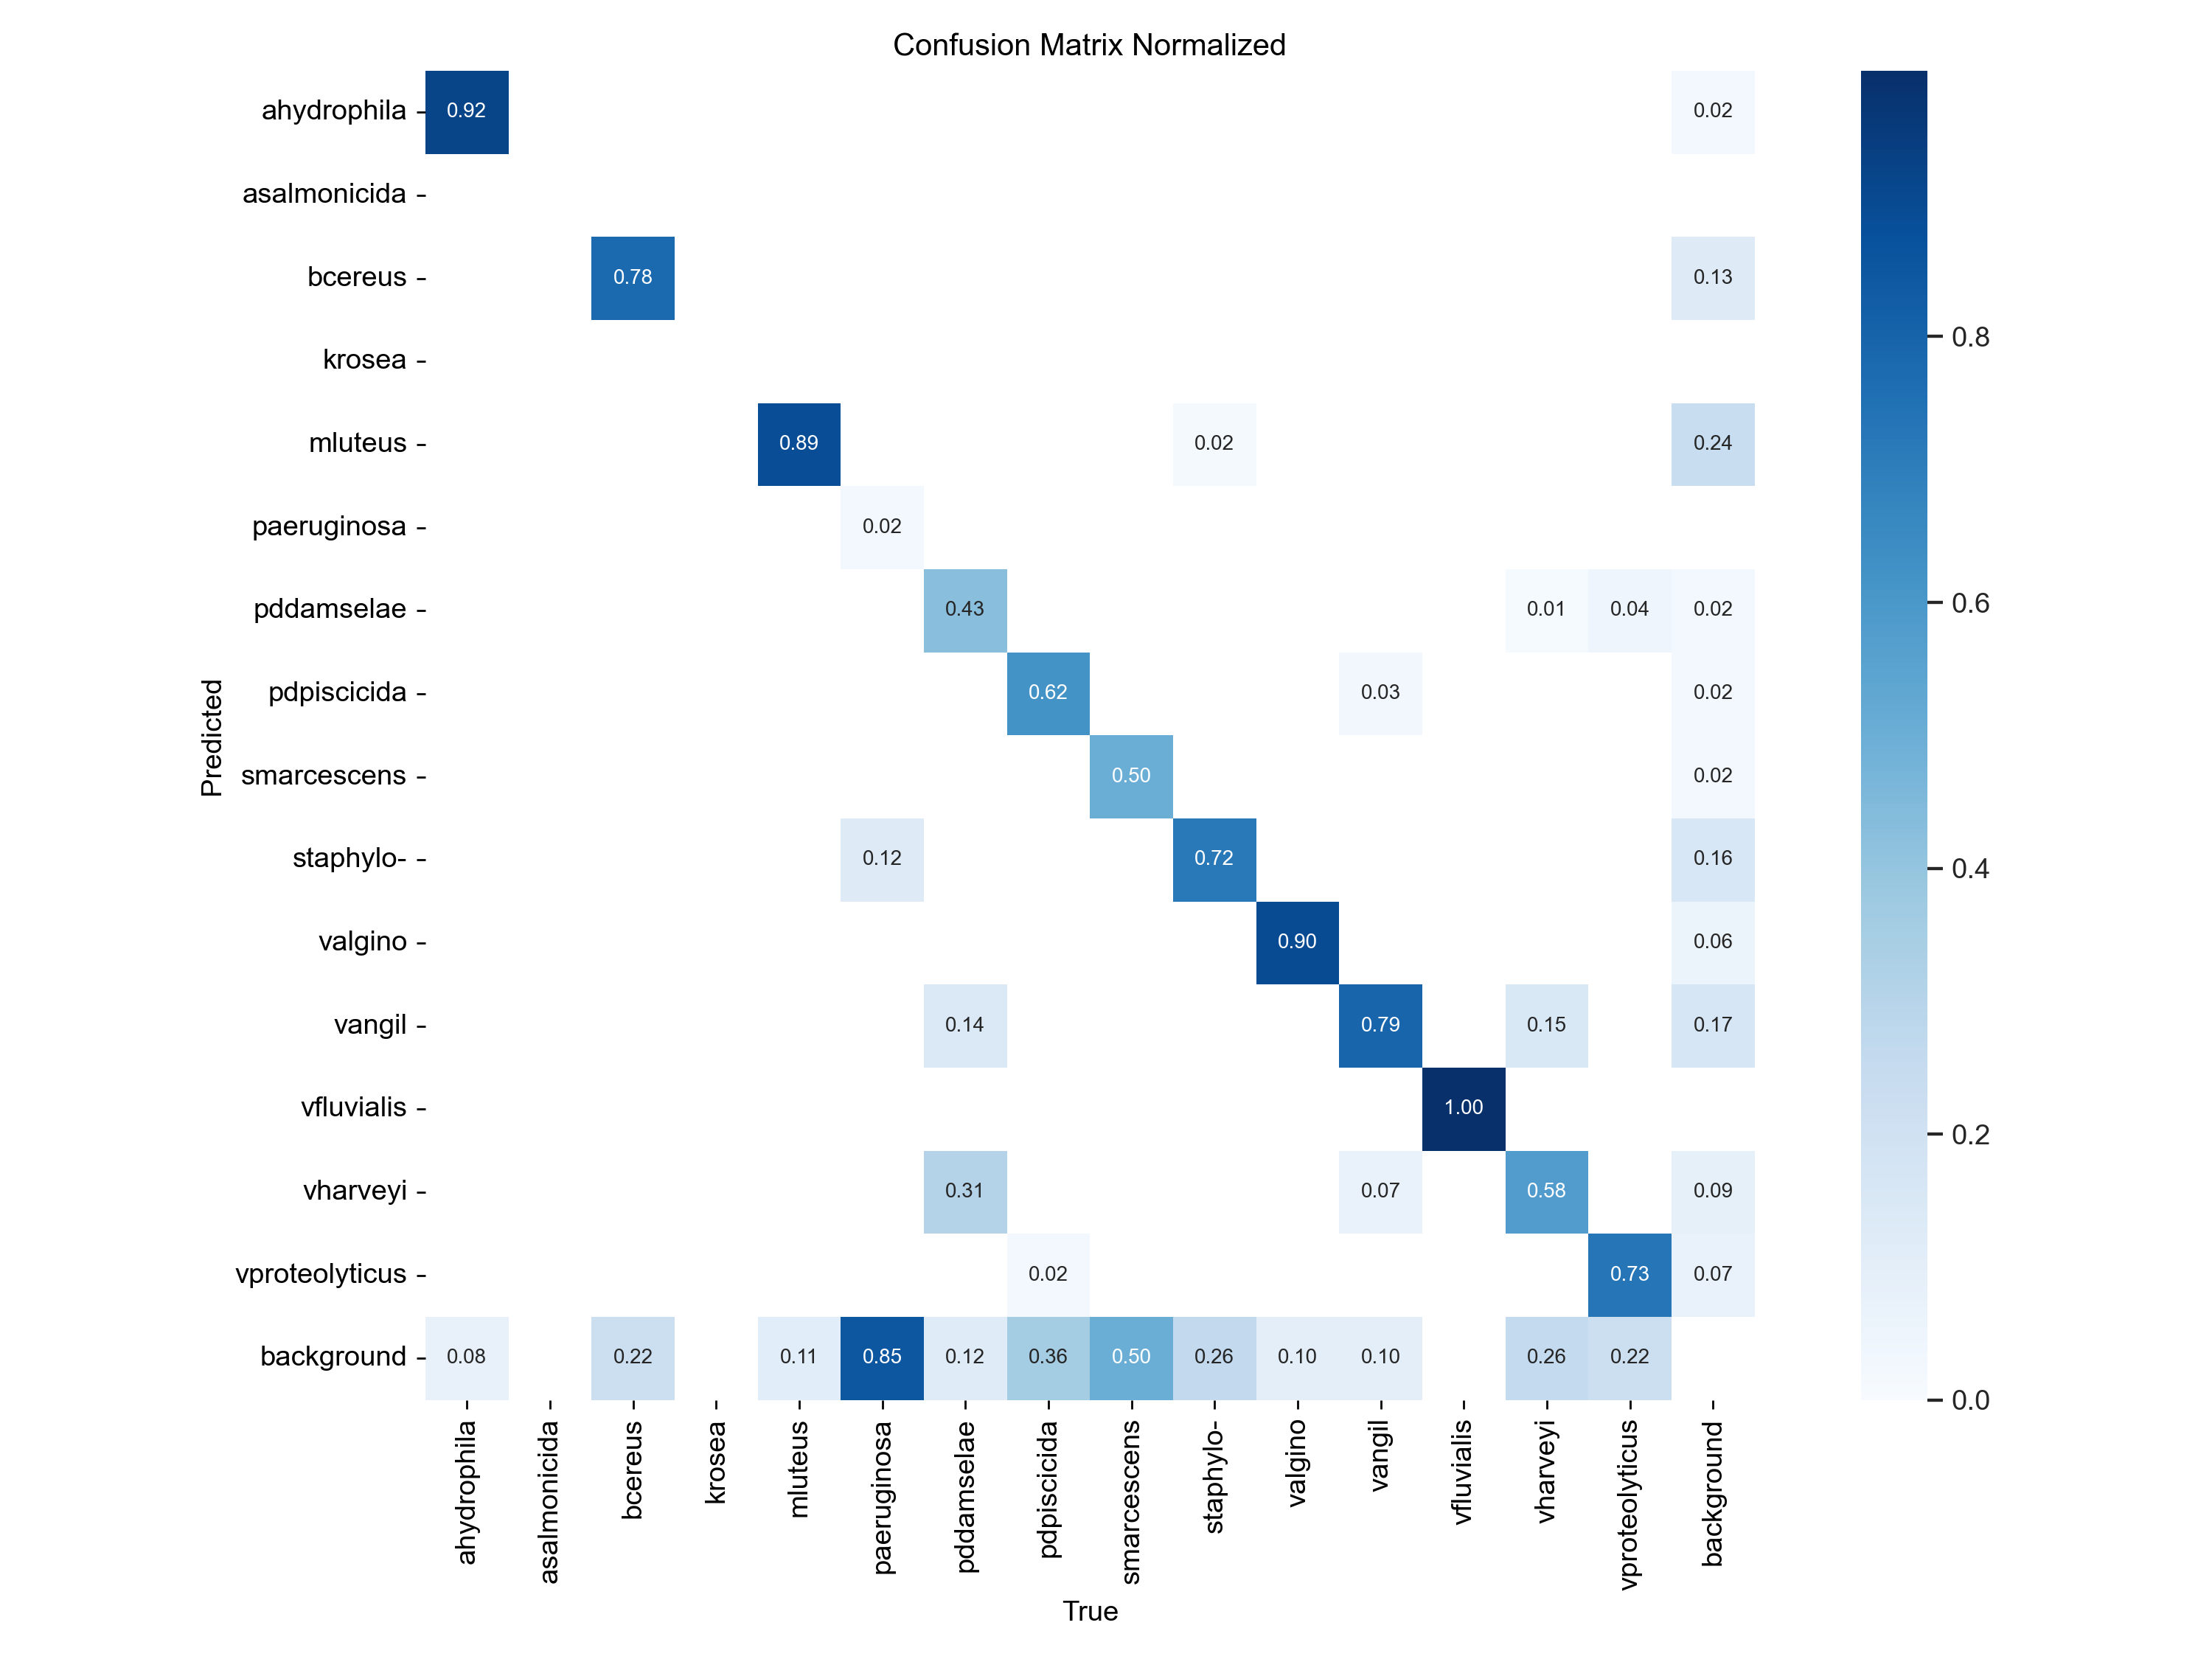 Confusion Matrix Normalized
ahydrophila 0.92 0.02
asalmonicida
bcereus 0.78 0.13
krosea
mluteus 0.89 0.02 0.24
paeruginosa 0.02
pddamselae 0.43 0.01 0.04 0.02
pdpiscicida 0.62 0.03 0.02
smarcescens 0.50 0.02
staphylo- 0.12 0.72 0.16
valgino 0.90 0.06
vangil 0.14 0.79 0.15 0.17
vfluvialis 1.00
vharveyi 0.31 0.07 0.58 0.09
vproteolyticus 0.02 0.73 0.07
background 0.08 0.22 0.11 0.85 0.12 0.36 0.50 0.26 0.10 0.10 0.26 0.22
Predicted
ahydrophila
asalmonicida
bcereus
krosea
mluteus
paeruginosa
pddamselae
pdpiscicida
smarcescens
staphylo-
valgino
vangil
vfluvialis
vharveyi
vproteolyticus
background
True
0.8
0.6
0.4
0.2
0.0